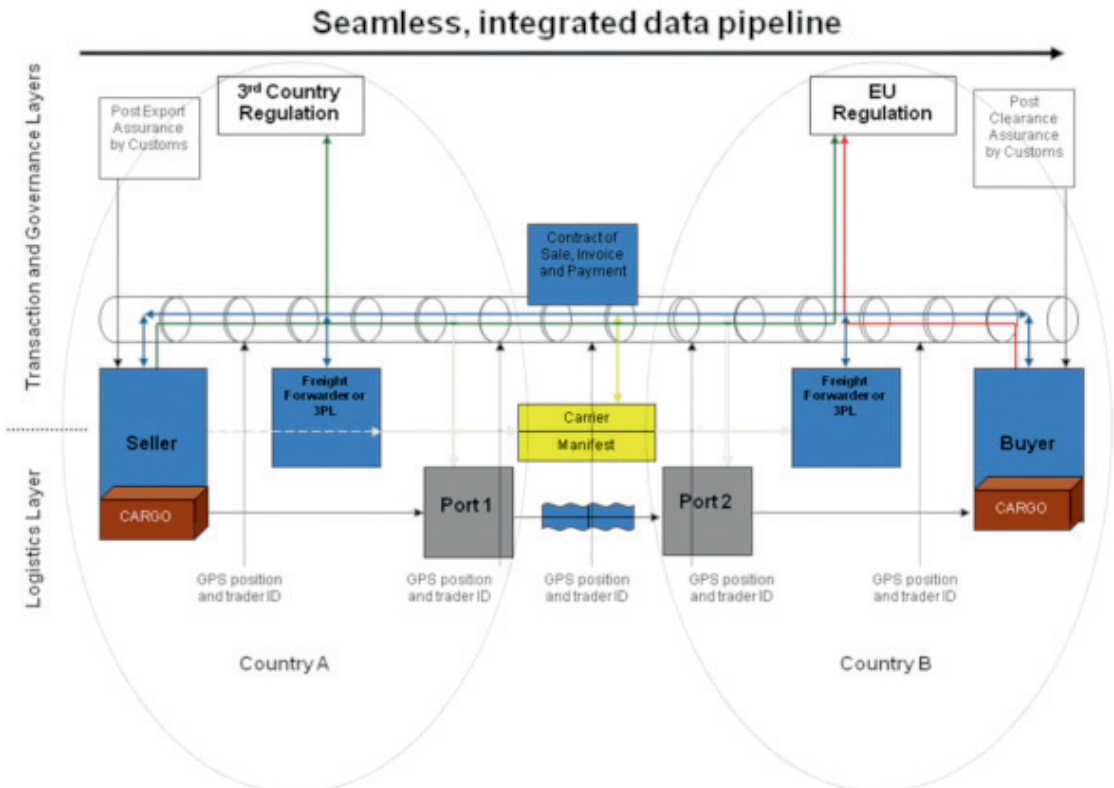 Seamless, integrated data pipeline
Transaction and Governance Layers
Logistics Layer
Post Export
Assurance
by Customs
3rd Country
Regulation
EU
Regulation
Post
Clearance
Assurance
by Customs
Contract of
Sale, Invoice
and Payment
Seller
CARGO
Freight
Forwarder or
3PL
Carrier
Manifest
Freight
Forwarder or
3PL
Buyer
CARGO
Port 1
Port 2
GPS position
and trader ID
GPS position
and trader ID
GPS position
and trader ID
GPS position
and trader ID
GPS position
and trader ID
Country A
Country B